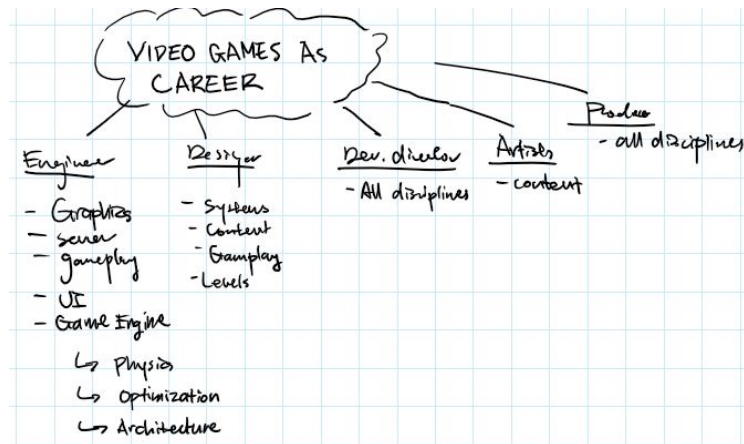 VIDEO GAMES AS
CAREER
Engineer
- Graphics
- server
- gameplay
- UI
- Game Engine
↳ Physics
↳ Optimization
↳ Architecture
Designer
- Systems
- Content
- Gamplay
- Levels
Dev. director
- All disciplines
Artists
- content
Producer
- all disciplines